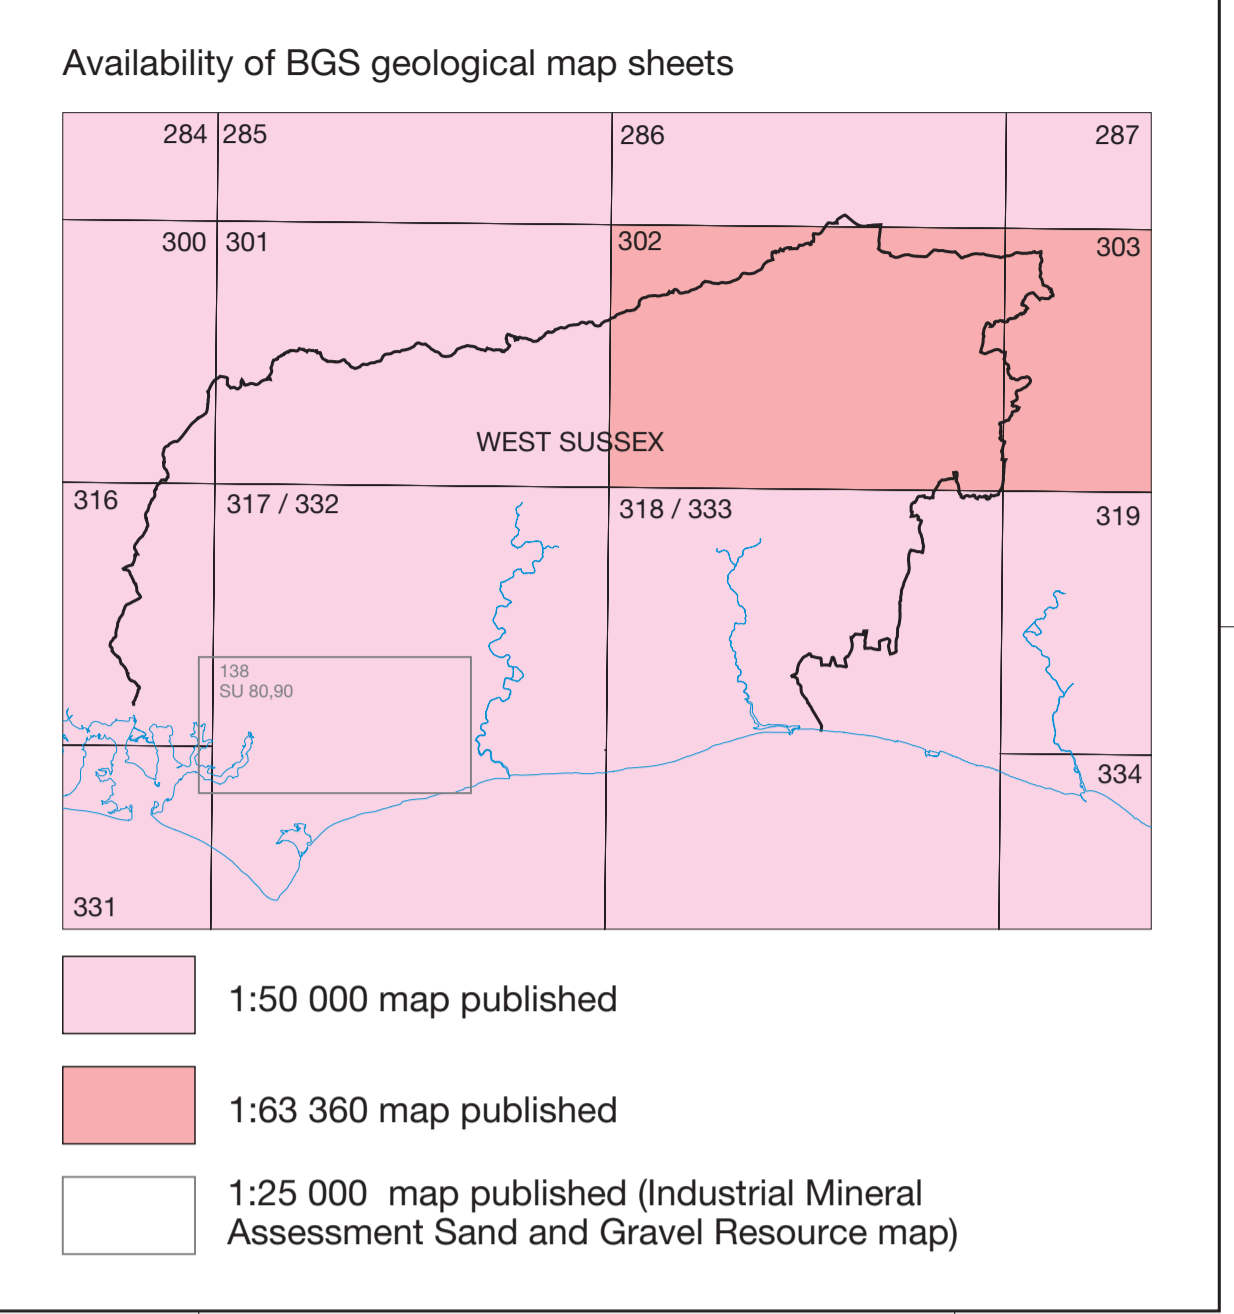 Availability of BGS geological map sheets
284 285 286 287
300 301 302 303
WEST SUSSEX
316 317 / 332 318 / 333 319
138
SU 80,90
334
331
1:50 000 map published
1:63 360 map published
1:25 000 map published (Industrial Mineral
Assessment Sand and Gravel Resource map)